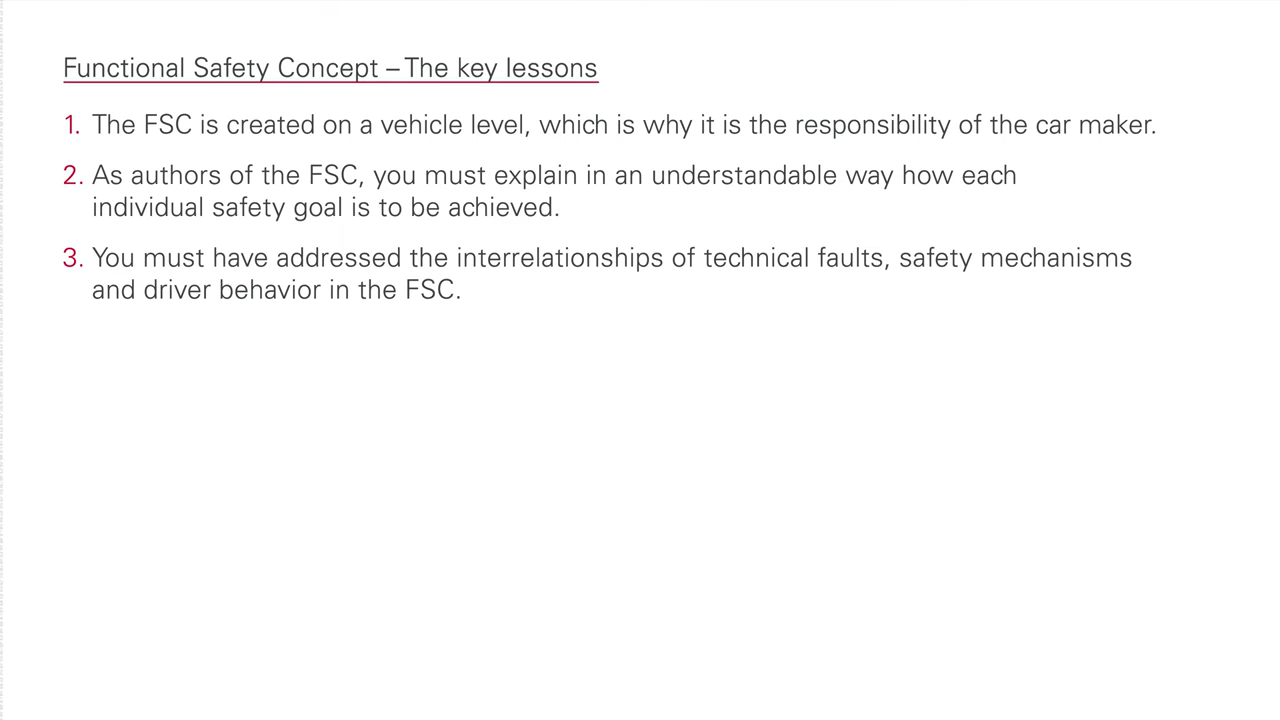 Functional Safety Concept – The key lessons
1. The FSC is created on a vehicle level, which is why it is the responsibility of the car maker.
2. As authors of the FSC, you must explain in an understandable way how each
individual safety goal is to be achieved.
3. You must have addressed the interrelationships of technical faults, safety mechanisms
and driver behavior in the FSC.